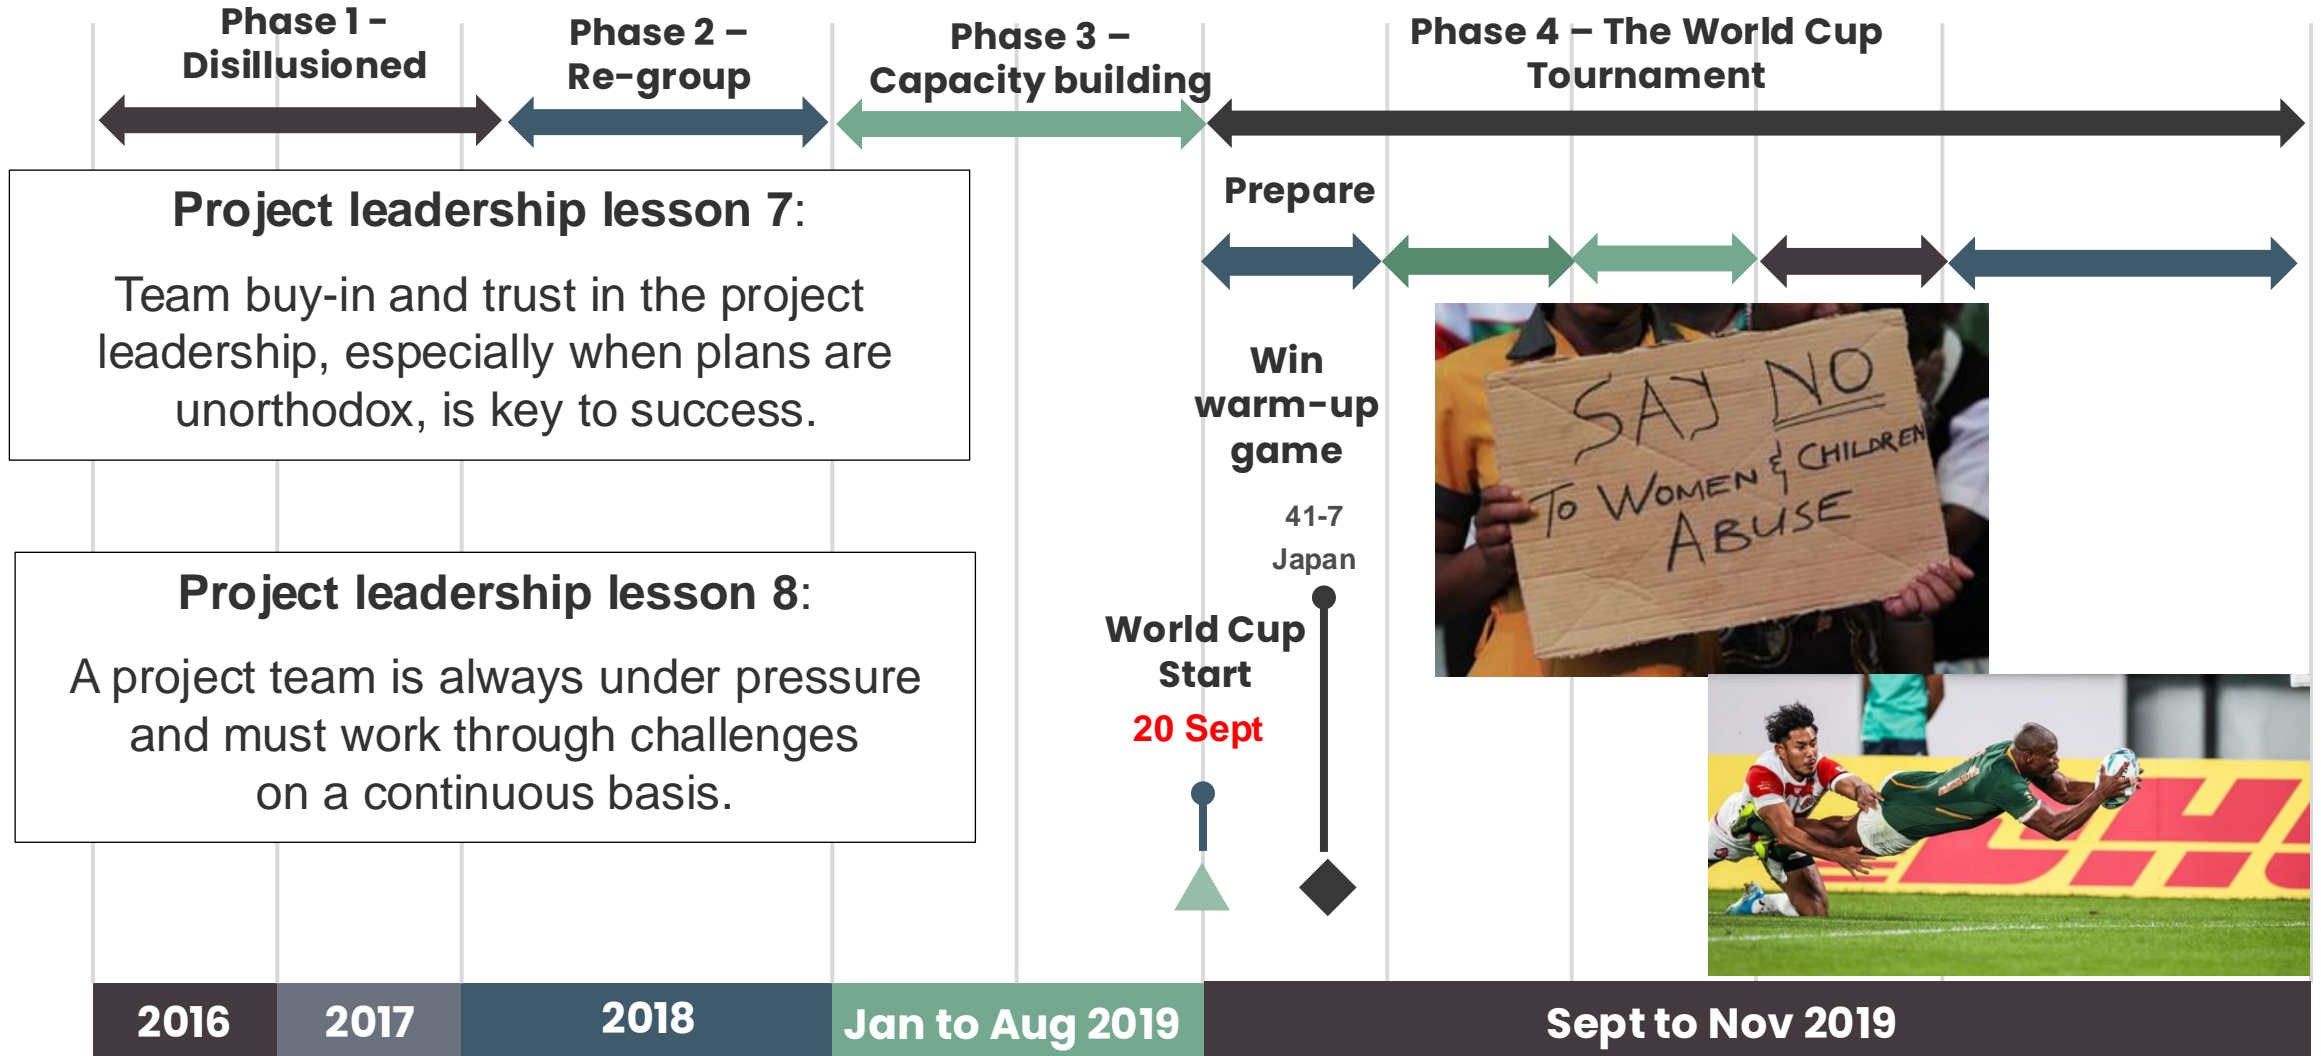 Phase 1 –
Disillusioned
Phase 2 –
Re-group
Phase 3 –
Capacity building
Phase 4 – The World Cup
Tournament
Project leadership lesson 7:
Team buy-in and trust in the project
leadership, especially when plans are
unorthodox, is key to success.
Prepare
Win
warm-up
game
41-7
Japan
SAY NO
TO WOMEN & CHILDREN
ABUSE
Project leadership lesson 8:
A project team is always under pressure
and must work through challenges
on a continuous basis.
World Cup
Start
20 Sept
2016
2017
2018
Jan to Aug 2019
Sept to Nov 2019